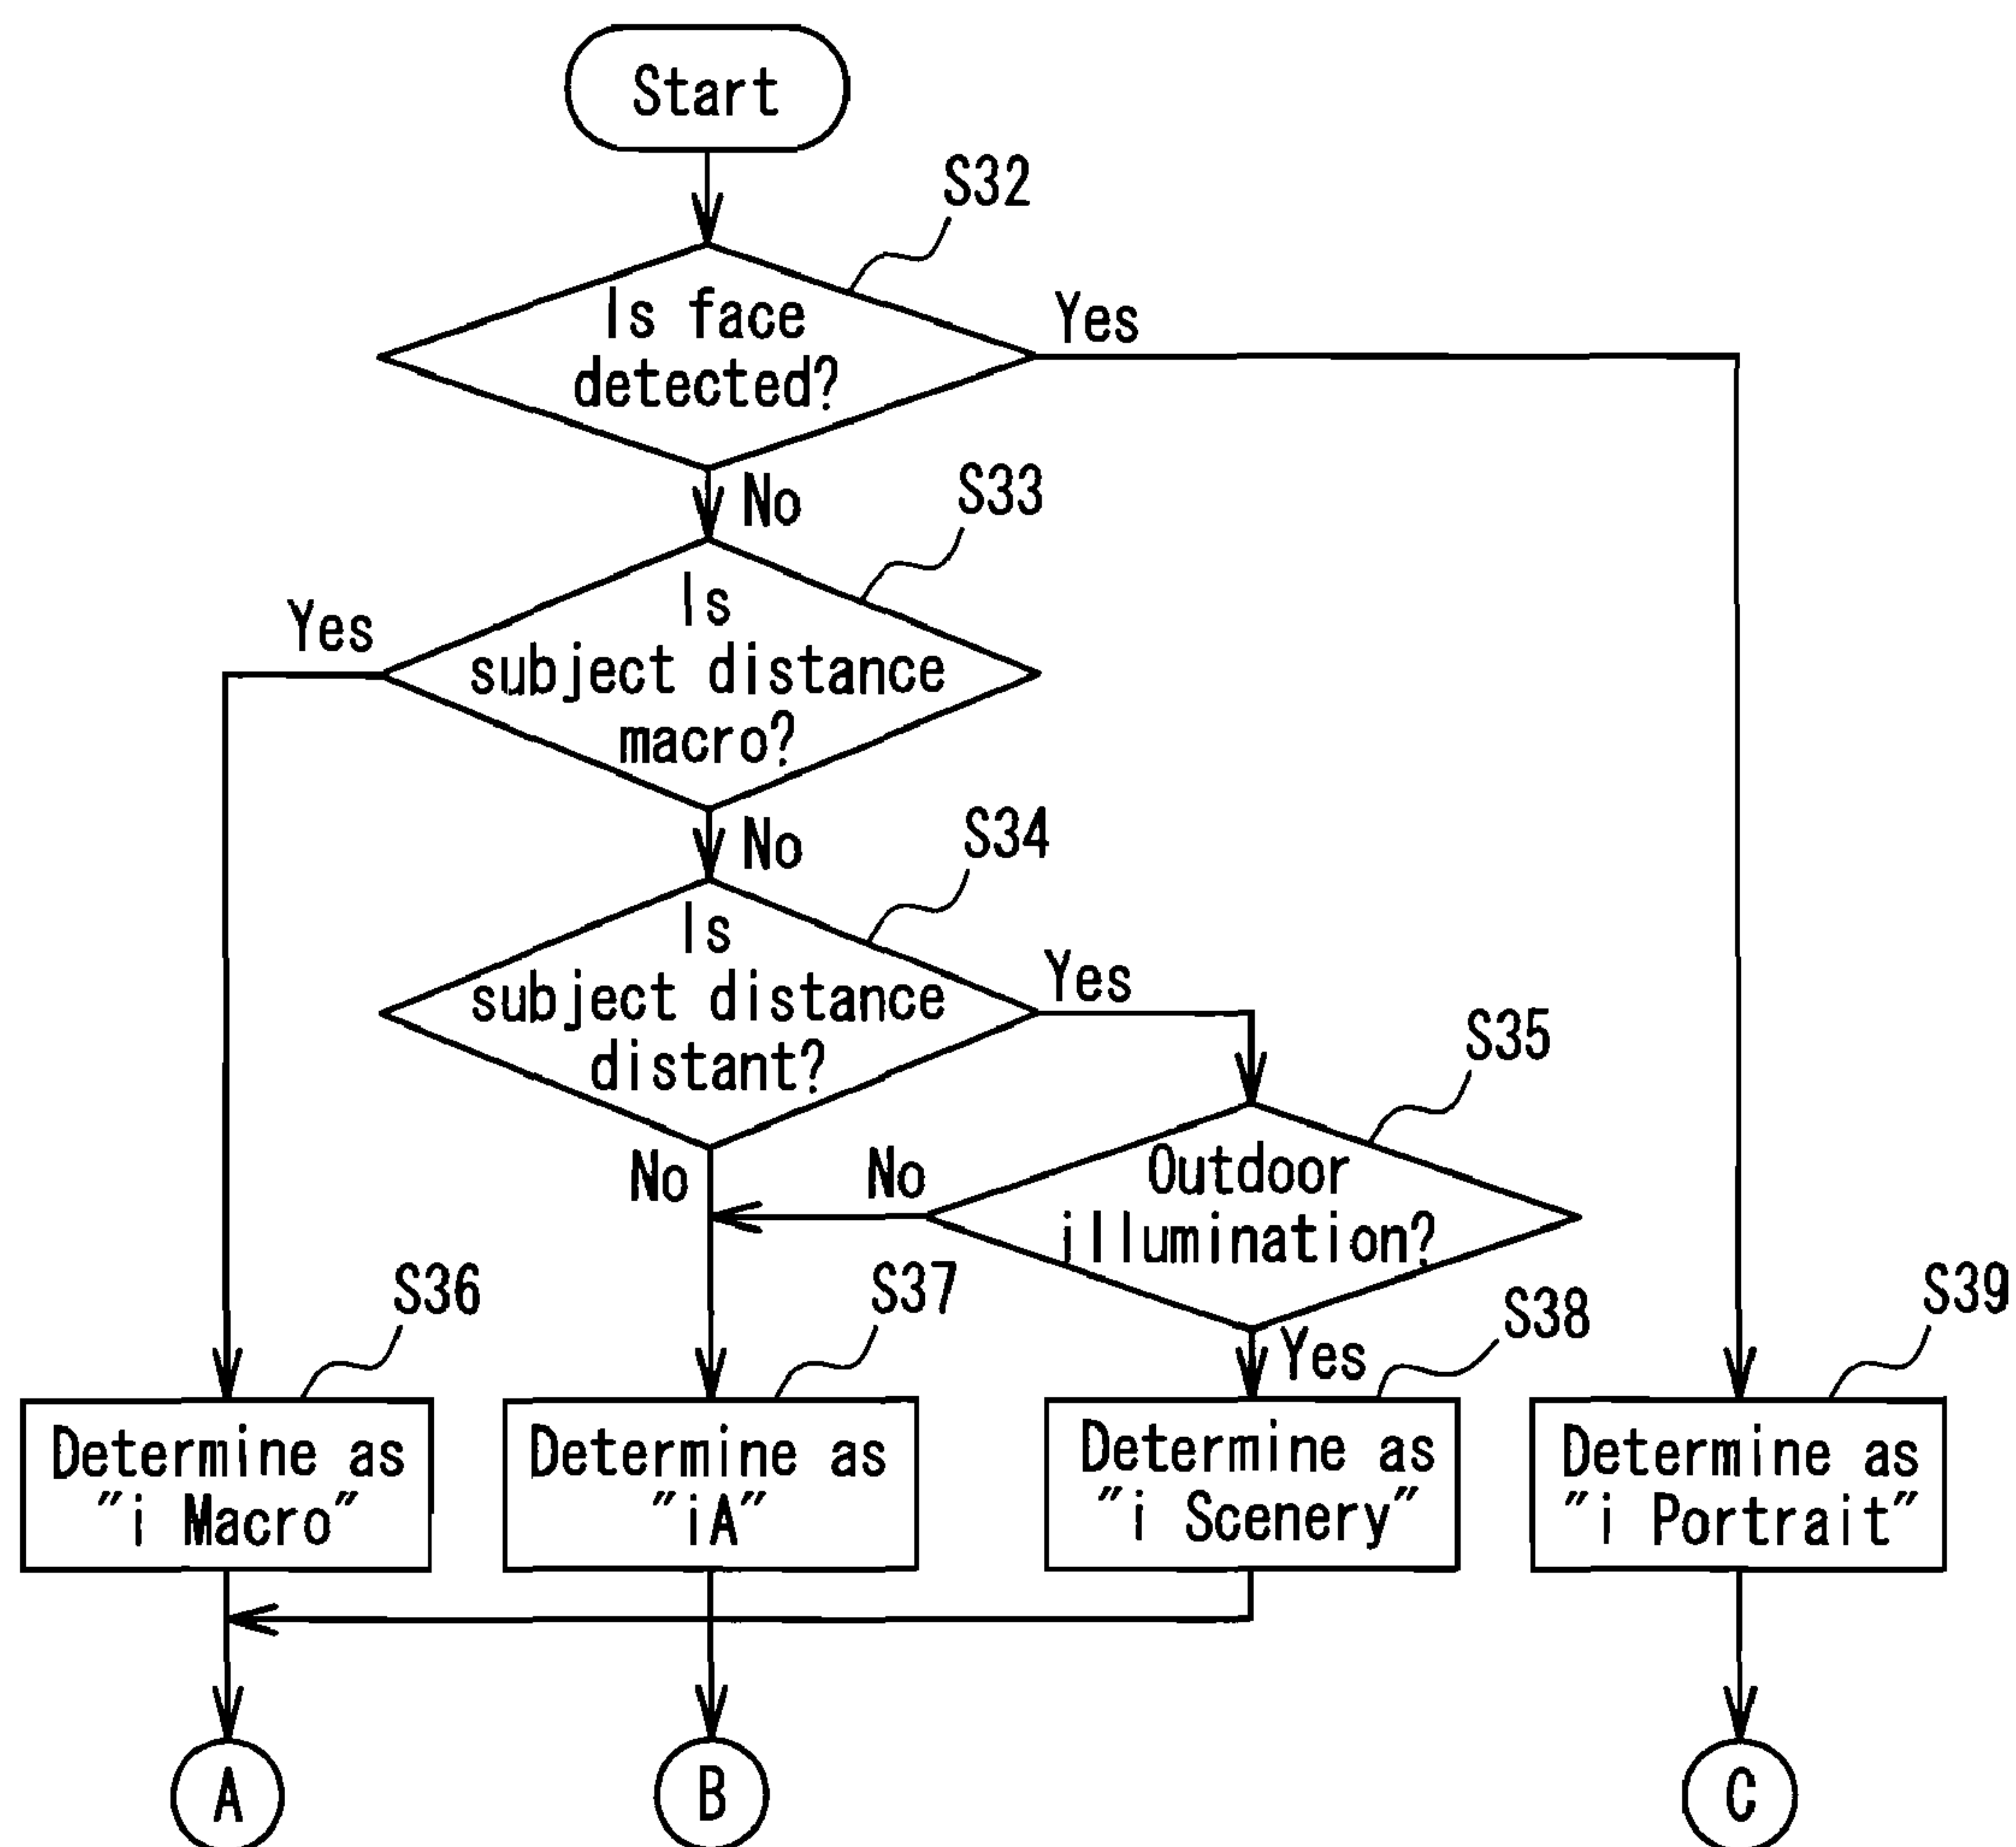 Start
S32
Is face
detected?
Yes
No
S33
Is
subject distance
macro?
Yes
No
S34
Is
subject distance
distant?
Yes
No
S35
Outdoor
illumination?
No
Yes
S36
Determine as
"i Macro"
S37
Determine as
"iA"
S38
Determine as
"i Scenery"
S39
Determine as
"i Portrait"
A
B
C